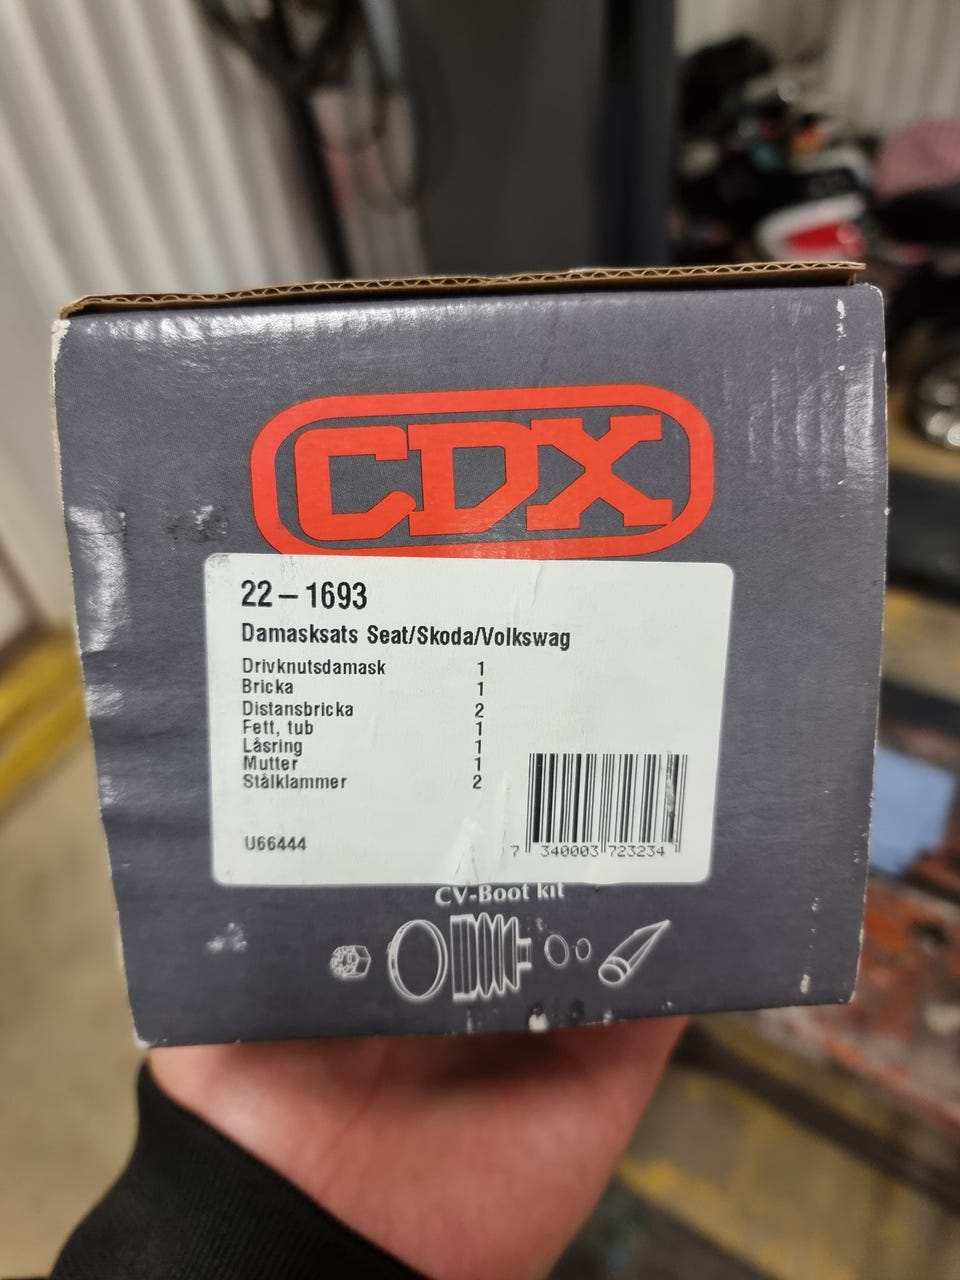 CDX
22-1693
Damasksats Seat/Skoda/Volkswag
Drivknutsdamask 1
Bricka 1
Distansbricka 2
Fett, tub 1
Låsring 1
Mutter 1
Stålklammer 2
U66444
7 340003 723234
CV-Boot kit